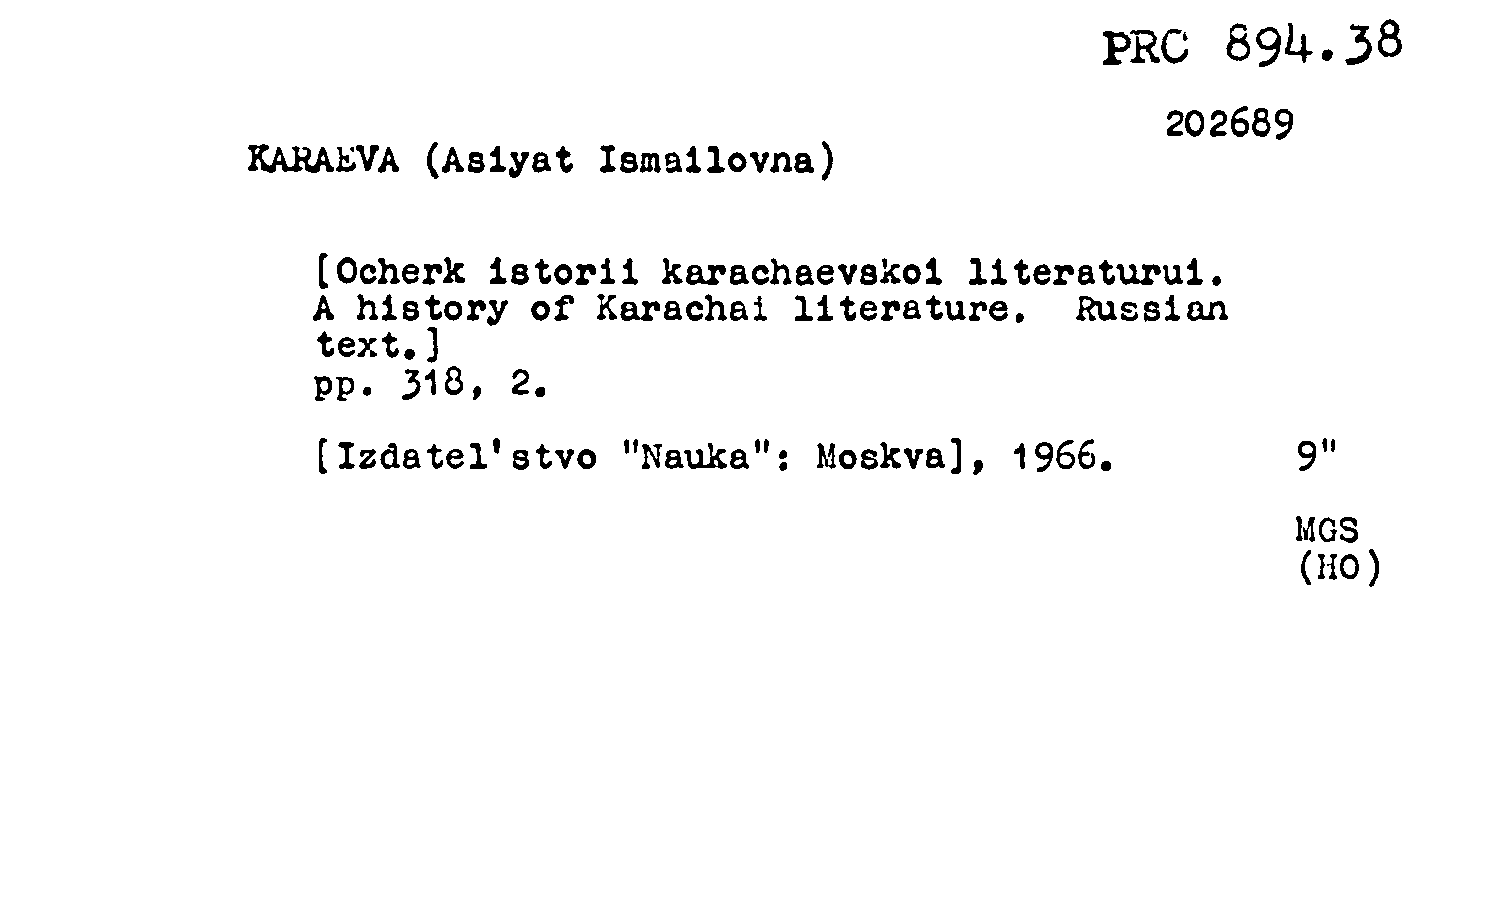 PRC 894.38
202689
KARAEVA (Asiyat Ismailovna)
[Ocherk istorii karachaevskoi literaturui.
A history of Karachai literature. Russian
text.]
pp. 318, 2.
[Izdatel'stvo "Nauka": Moskva], 1966. 9"
MGS
(HO)